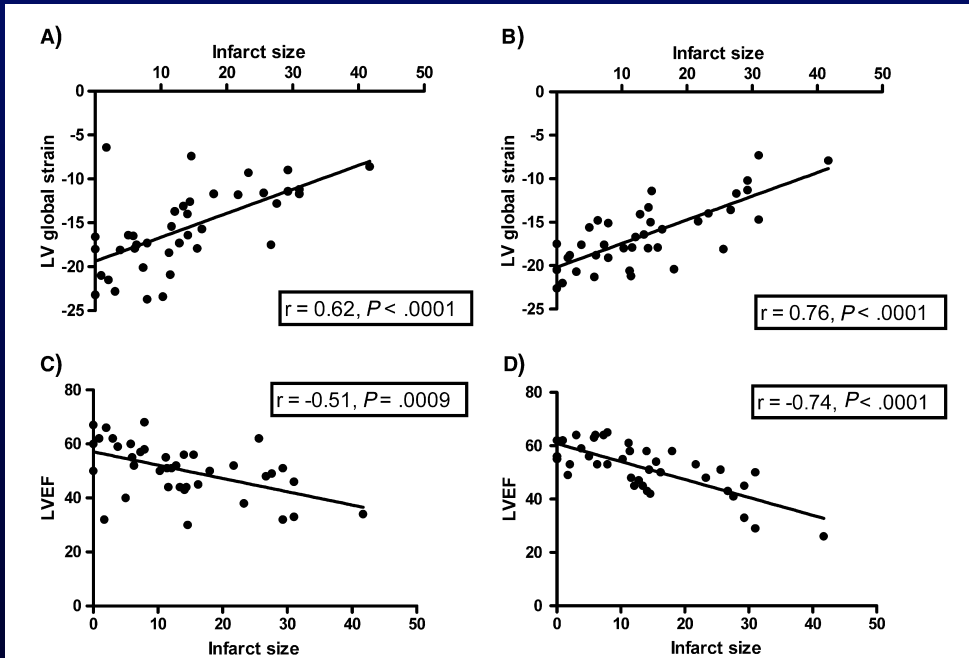 A)
Infarct size
10 20 30 40 50
0
-5
-10
-15
-20
-25
LV global strain
r = 0.62, P < .0001
B)
Infarct size
10 20 30 40 50
0
-5
-10
-15
-20
-25
LV global strain
r = 0.76, P < .0001
C)
80
60
40
20
0
LVEF
r = -0.51, P = .0009
0 10 20 30 40 50
Infarct size
D)
80
60
40
20
0
LVEF
r = -0.74, P < .0001
0 10 20 30 40 50
Infarct size